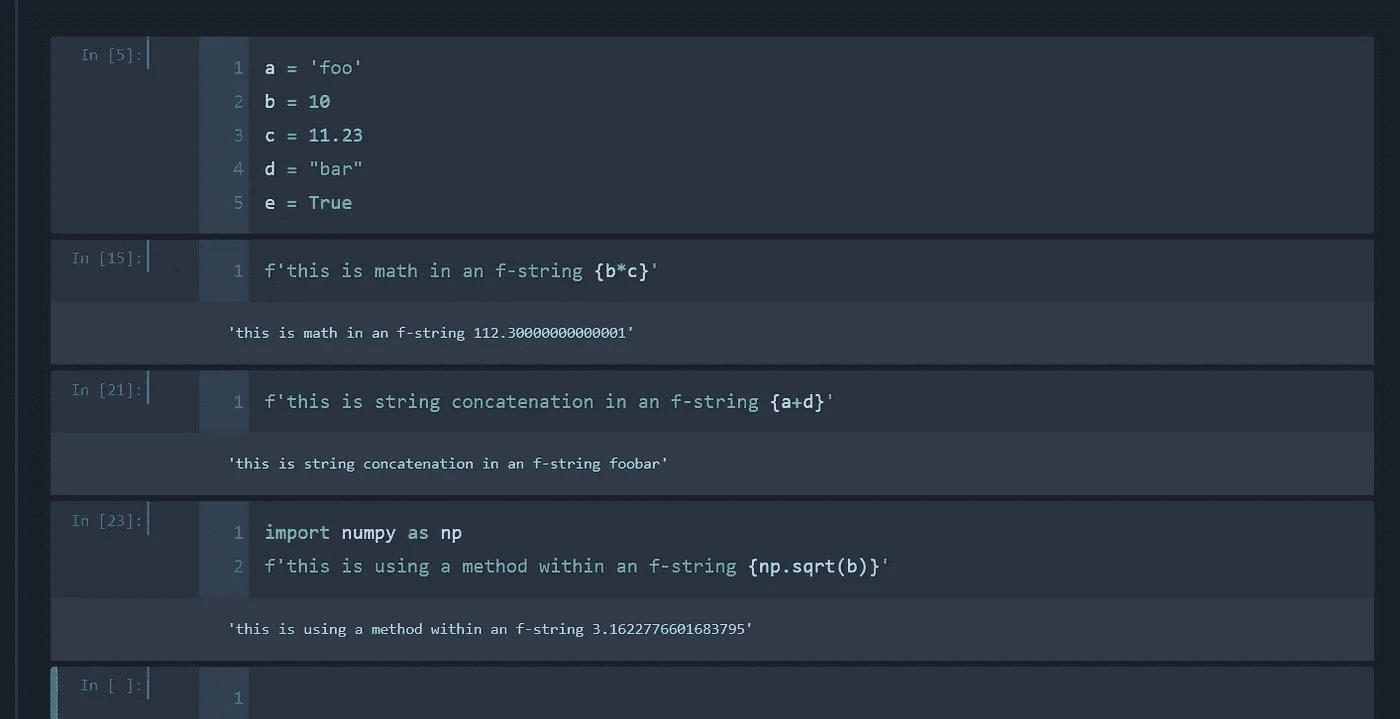 In [5]:
1 a = 'foo'
2 b = 10
3 c = 11.23
4 d = "bar"
5 e = True
In [15]:
1 f'this is math in an f-string {b*c}'
'this is math in an f-string 112.30000000000001'
In [21]:
1 f'this is string concatenation in an f-string {a+d}'
'this is string concatenation in an f-string foobar'
In [23]:
1 import numpy as np
2 f'this is using a method within an f-string {np.sqrt(b)}'
'this is using a method within an f-string 3.1622776601683795'
In [ ]:
1